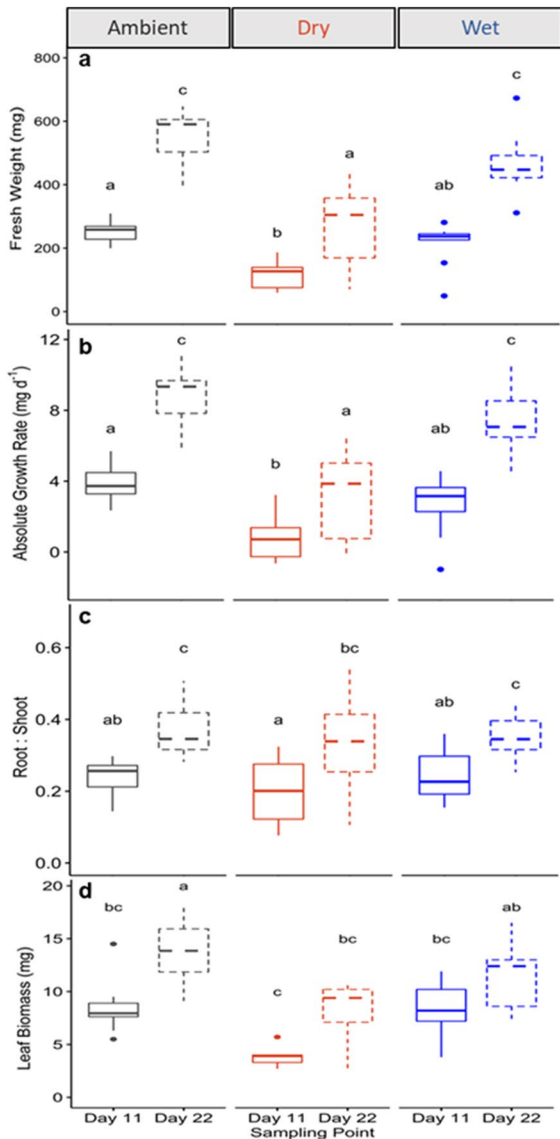 Ambient Dry Wet
a
800
600
400
200
0
Fresh Weight (mg)
a c b a ab c
b
12
8
4
0
Absolute Growth Rate (mg d-1)
a c b a ab c
c
0.6
0.4
0.2
0.0
Root : Shoot
ab c a bc ab c
d
20
15
10
5
0
Leaf Biomass (mg)
bc a c bc bc ab
Day 11 Day 22 Day 11 Day 22 Day 11 Day 22
Sampling Point